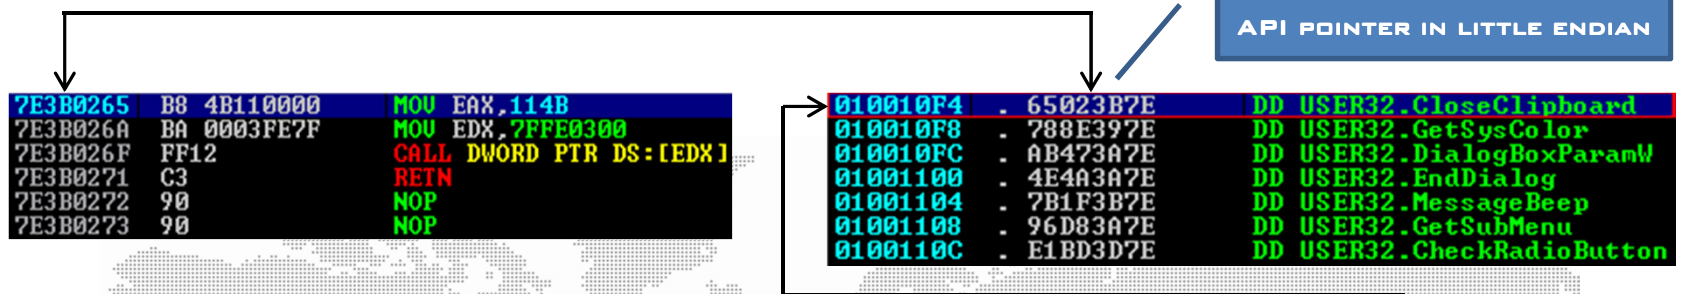 API POINTER IN LITTLE ENDIAN
7E3B0265 B8 4B110000 MOV EAX,114B
7E3B026A BA 0003FE7F MOV EDX,7FFE0300
7E3B026F FF12 CALL DWORD PTR DS:[EDX]
7E3B0271 C3 RETN
7E3B0272 90 NOP
7E3B0273 90 NOP
010010F4 . 65023B7E DD USER32.CloseClipboard
010010F8 . 788E397E DD USER32.GetSysColor
010010FC . AB473A7E DD USER32.DialogBoxParamW
01001100 . 4E4A3A7E DD USER32.EndDialog
01001104 . 7B1F3B7E DD USER32.MessageBeep
01001108 . 96D83A7E DD USER32.GetSubMenu
0100110C . E1BD3D7E DD USER32.CheckRadioButton